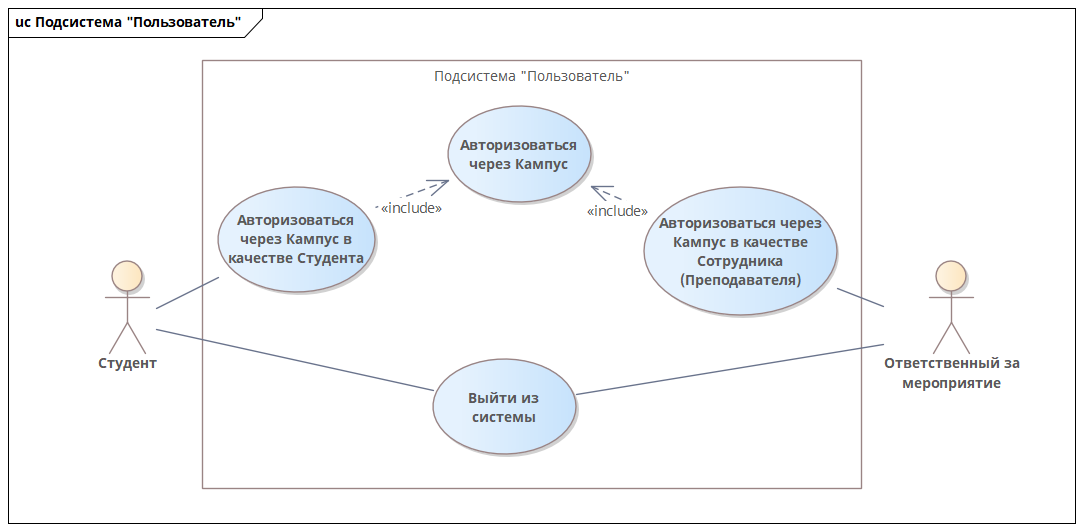 uc Подсистема "Пользователь"
Подсистема "Пользователь"
Авторизоваться
через Кампус
«include»
«include»
Авторизоваться
через Кампус в
качестве Студента
Авторизоваться через
Кампус в качестве
Сотрудника
(Преподавателя)
Студент
Ответственный за
мероприятие
Выйти из
системы